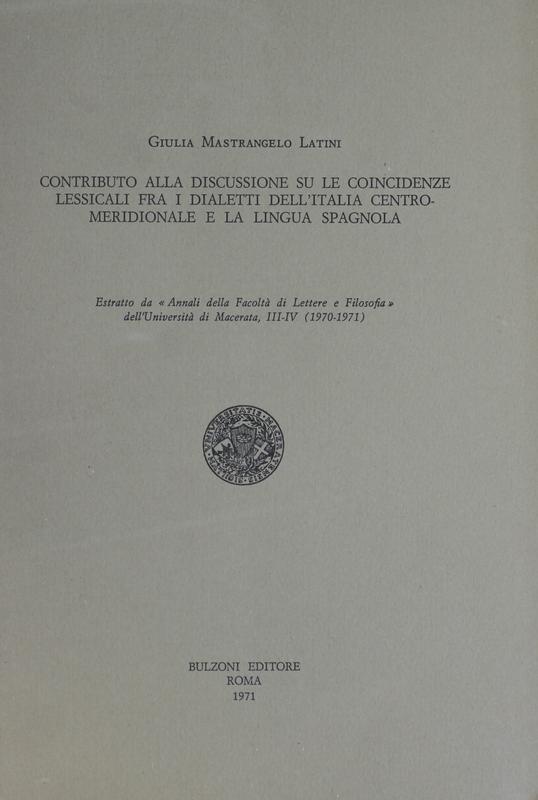 Giulia Mastrangelo Latini
CONTRIBUTO ALLA DISCUSSIONE SU LE COINCIDENZE
LESSICALI FRA I DIALETTI DELL'ITALIA CENTRO-
MERIDIONALE E LA LINGUA SPAGNOLA
Estratto da « Annali della Facoltà di Lettere e Filosofia »
dell'Università di Macerata, III-IV (1970-1971)
BULZONI EDITORE
ROMA
1971